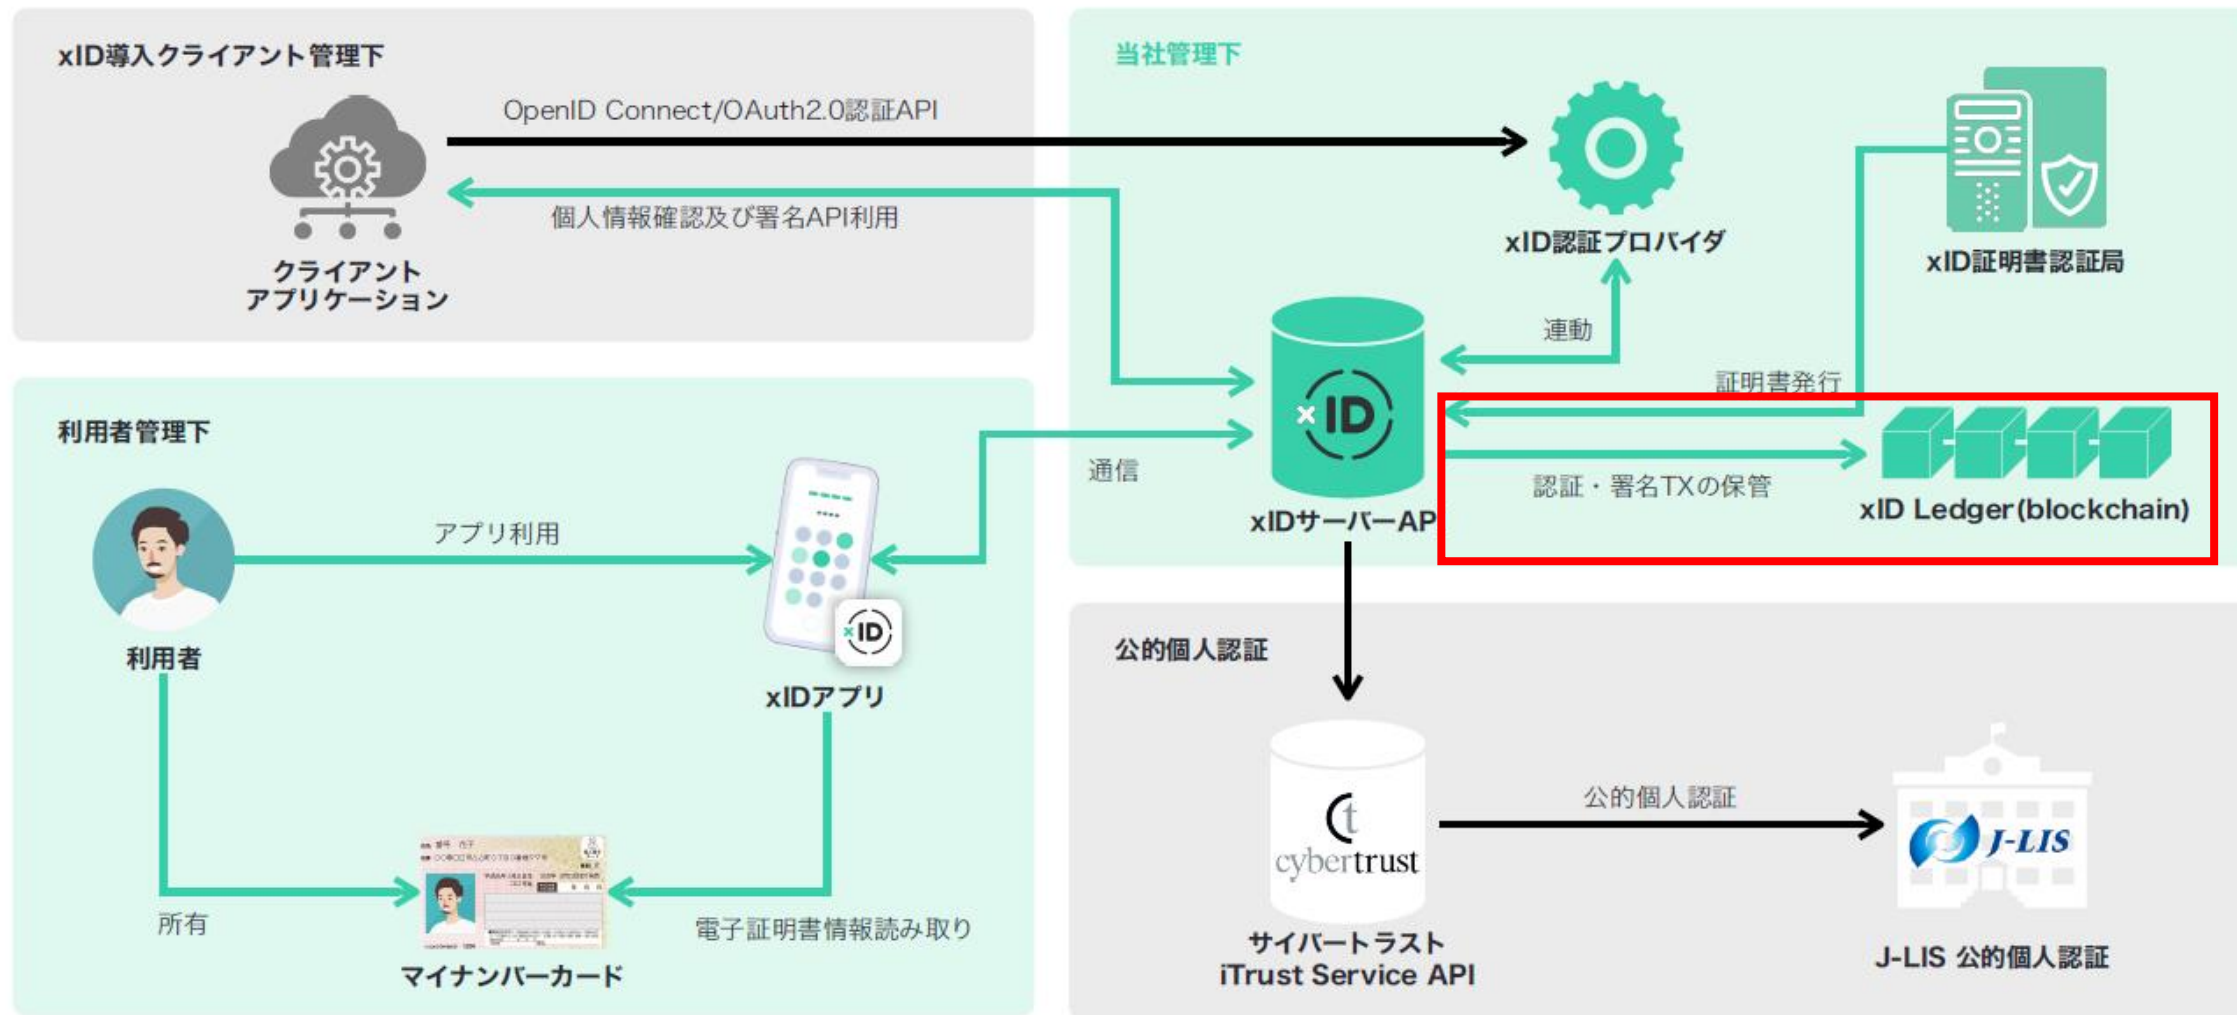 xID導入クライアント管理下
OpenID Connect/OAuth2.0認証API
個人情報確認及び署名API利用
クライアント
アプリケーション
当社管理下
xID認証プロバイダ
xID証明書認証局
連動
証明書発行
xID
認証・署名TXの保管
xID Ledger(blockchain)
xIDサーバーAP
通信
利用者管理下
アプリ利用
利用者
xID
xIDアプリ
所有
電子証明書情報読み取り
マイナンバーカード
公的個人認証
cybertrust
公的個人認証
J-LIS
サイバートラスト
iTrust Service API
J-LIS 公的個人認証